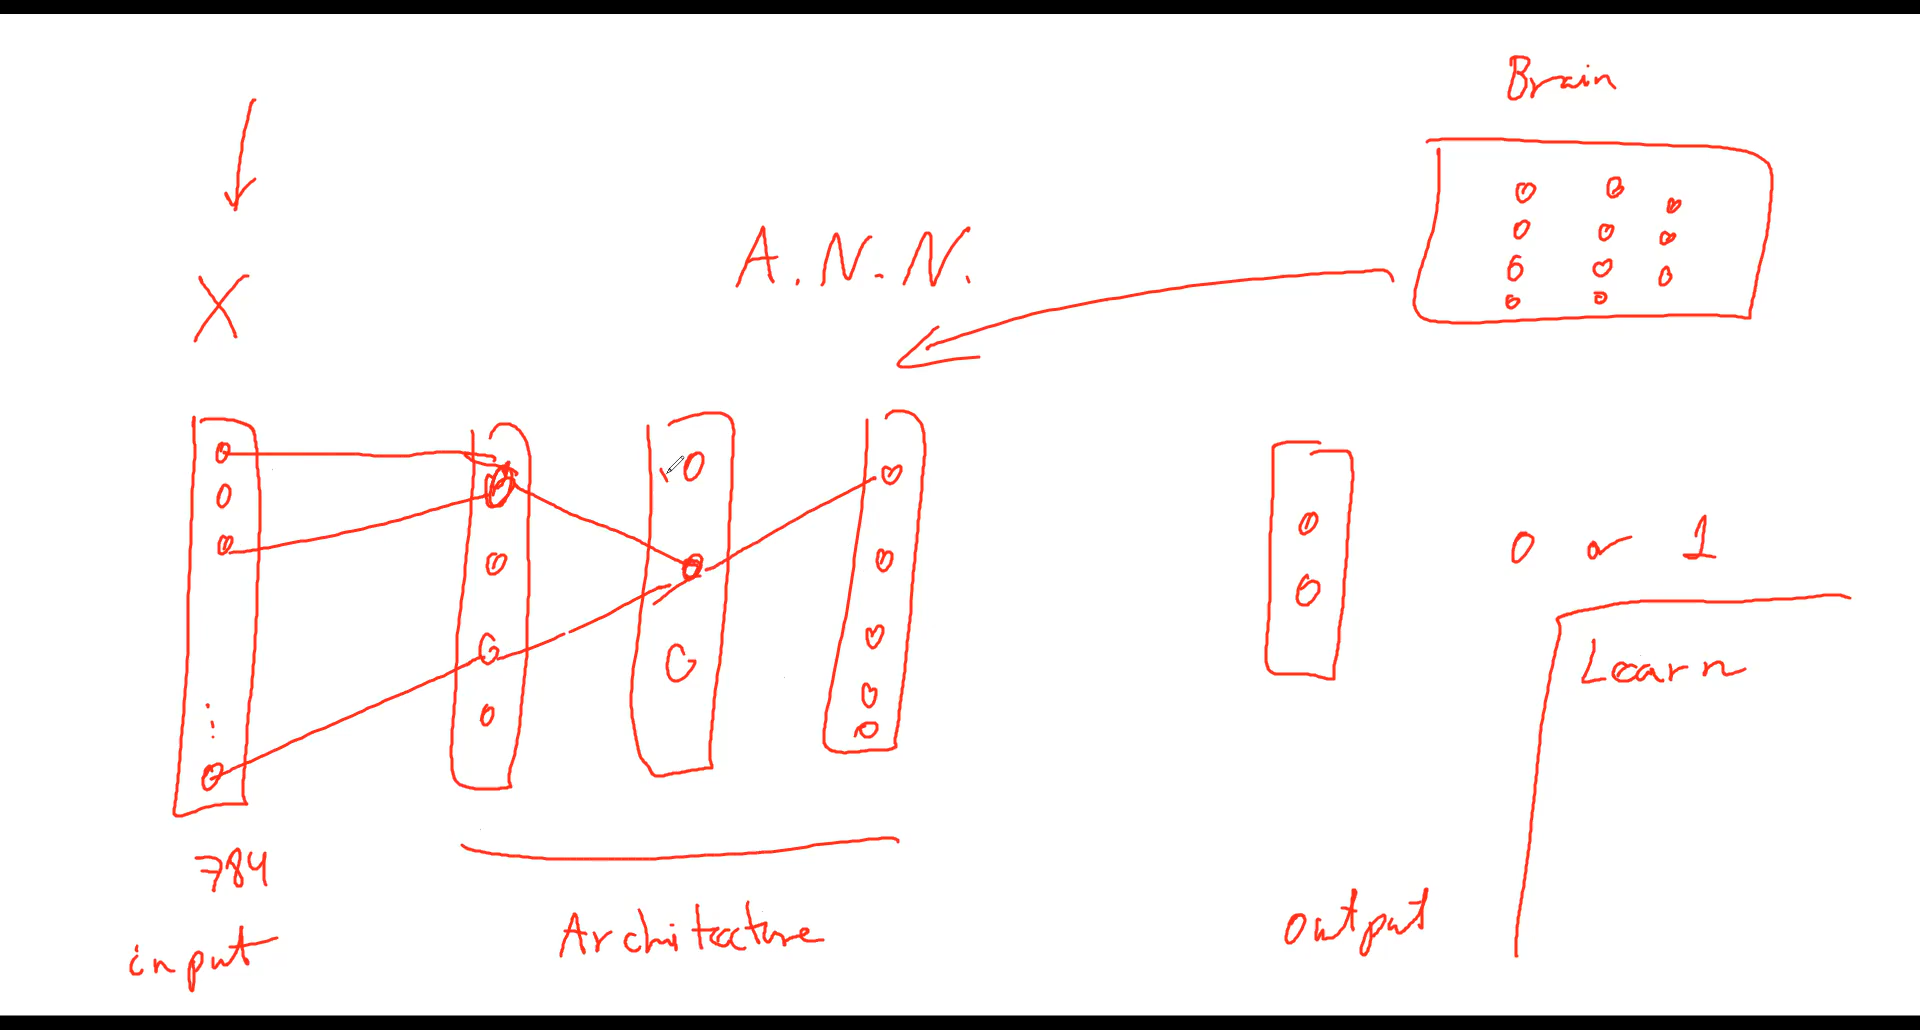 Brain
X
A.N.N.
0 or 1
Learn
784
input
Architecture
output